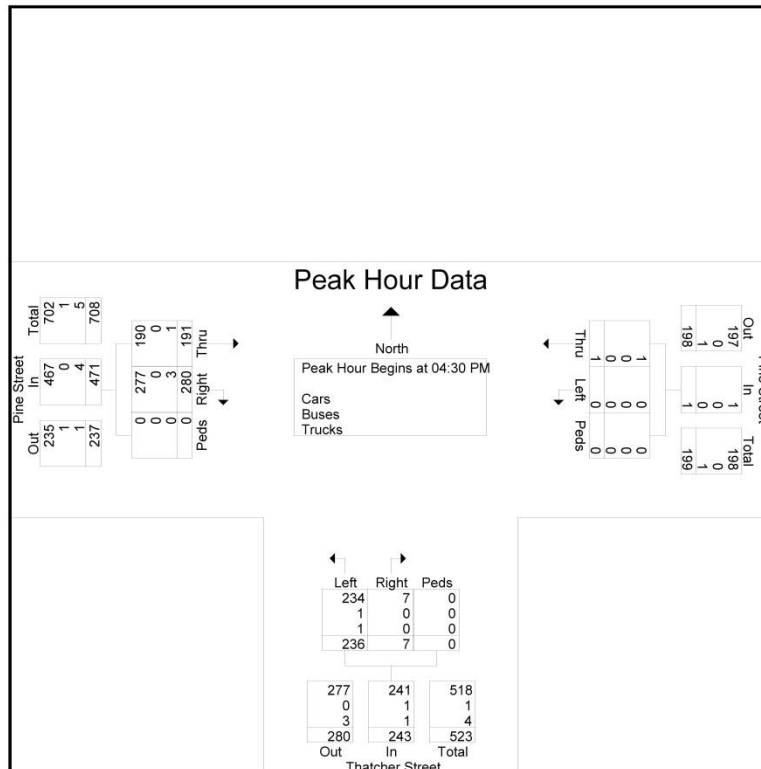 Peak Hour Data
Pine Street
Out In Total
235 467 702
1 0 1
1 4 5
237 471 708
0 277 190
0 0 0
0 3 1
0 280 191
Peds Right Thru
North
Peak Hour Begins at 04:30 PM
Cars
Buses
Trucks
Pine Street
Out In Total
197 1 198
0 0 0
1 0 1
198 1 199
1 0 0
0 0 0
0 0 0
1 0 0
Thru Left Peds
Left Right Peds
234 7 0
1 0 0
1 0 0
236 7 0
277 241 518
0 1 1
3 1 4
280 243 523
Out In Total
Thatcher Street